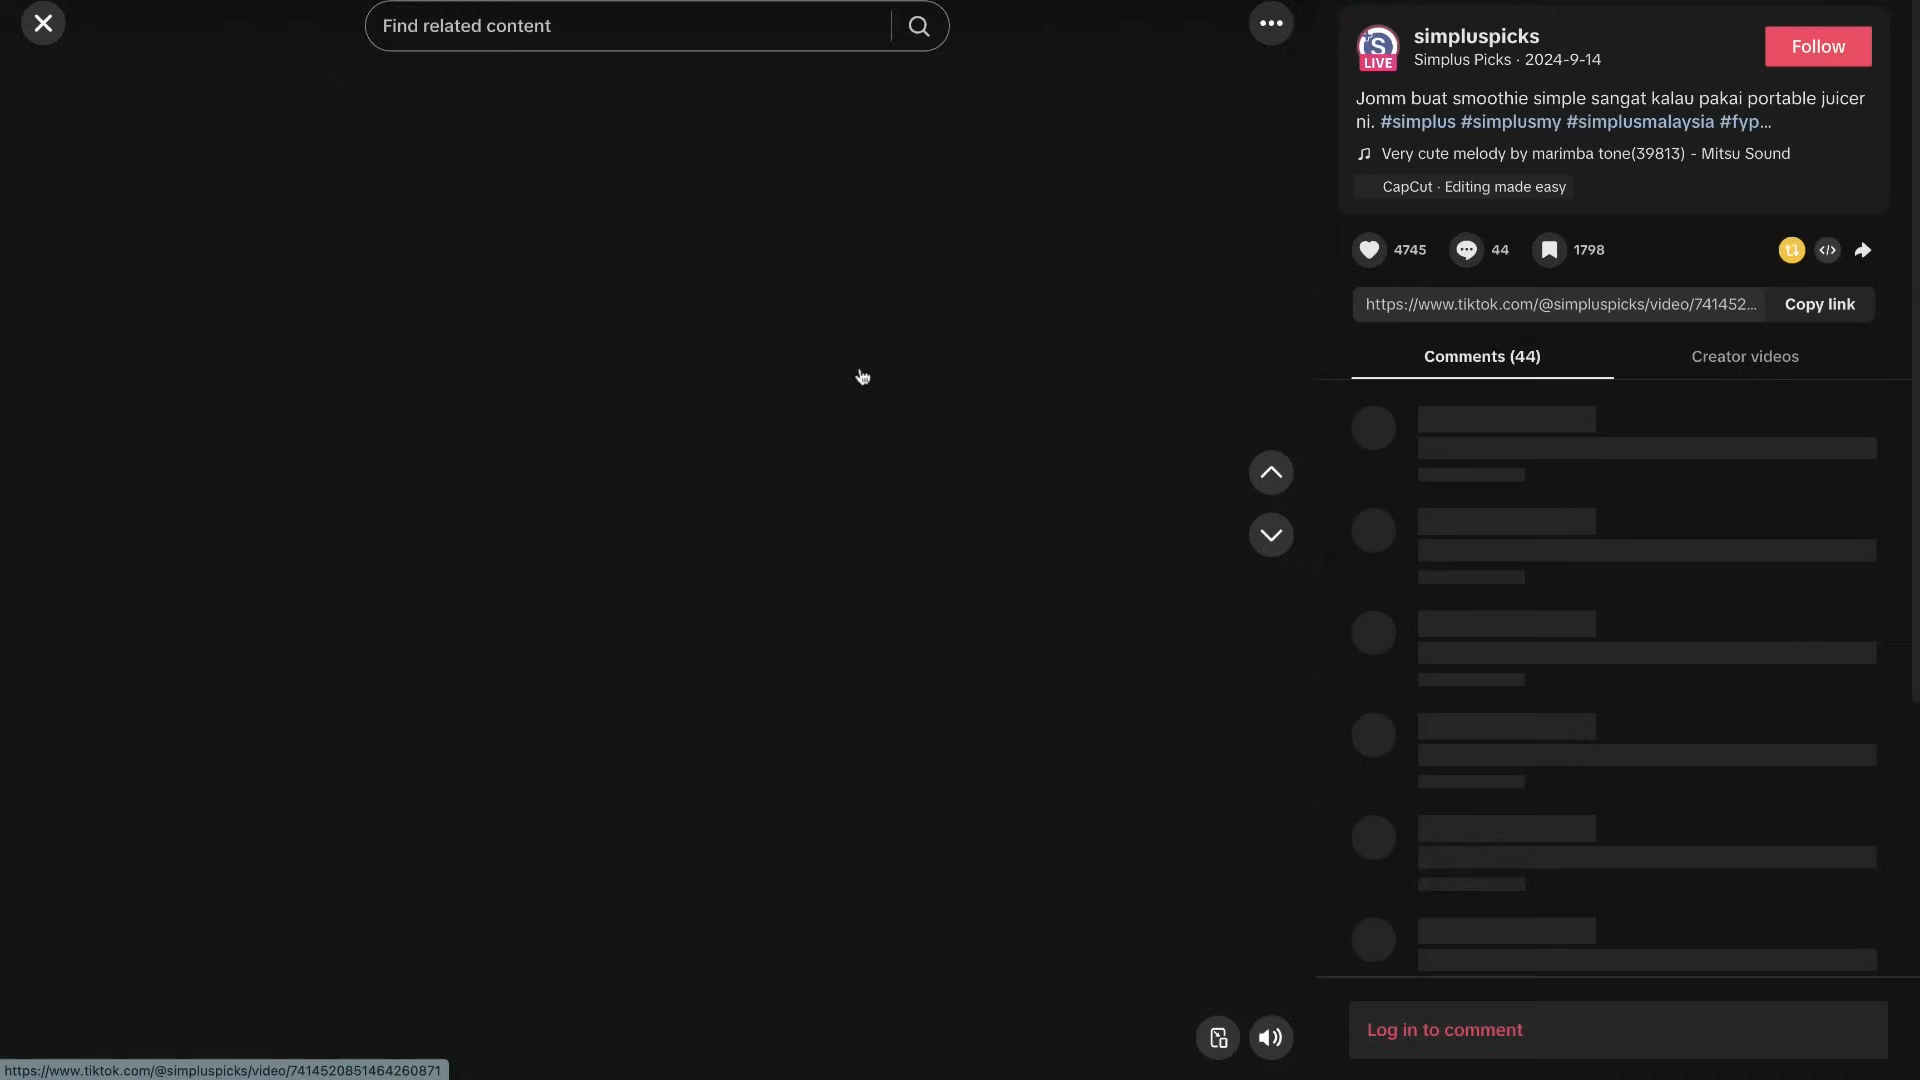 Find related content
simpluspicks
Simplus Picks · 2024-9-14
Follow
LIVE
Jomm buat smoothie simple sangat kalau pakai portable juicer
ni. #simplus #simplusmy #simplusmalaysia #fyp...
Very cute melody by marimba tone(39813) - Mitsu Sound
CapCut · Editing made easy
4745
44
1798
https://www.tiktok.com/@simpluspicks/video/741452...
Copy link
Comments (44)
Creator videos
Log in to comment
https://www.tiktok.com/@simpluspicks/video/7414520851464260871